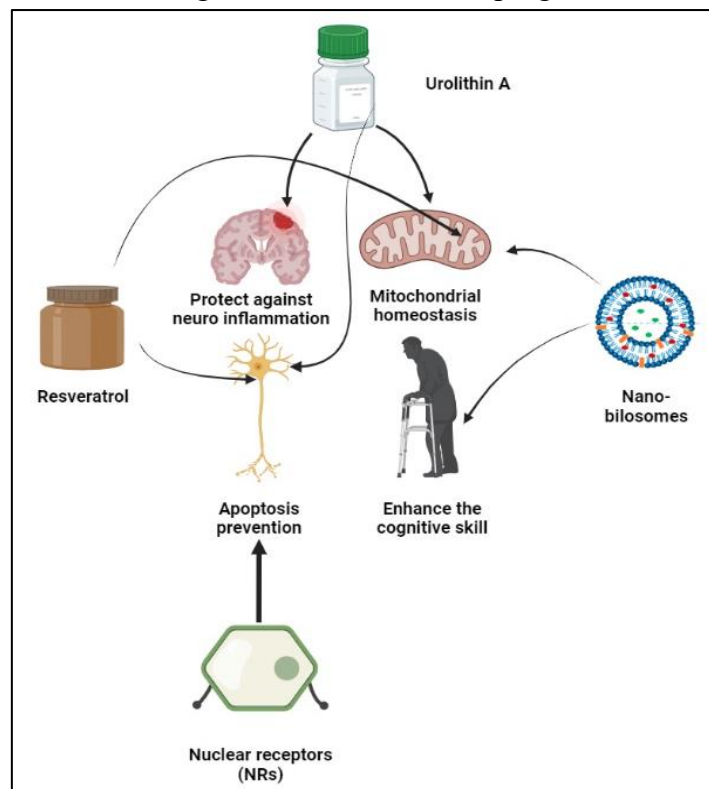 Urolithin A
Protect against
neuro inflammation
Mitochondrial
homeostasis
Resveratrol
Nano-
bilosomes
Apoptosis
prevention
Enhance the
cognitive skill
Nuclear receptors
(NRs)